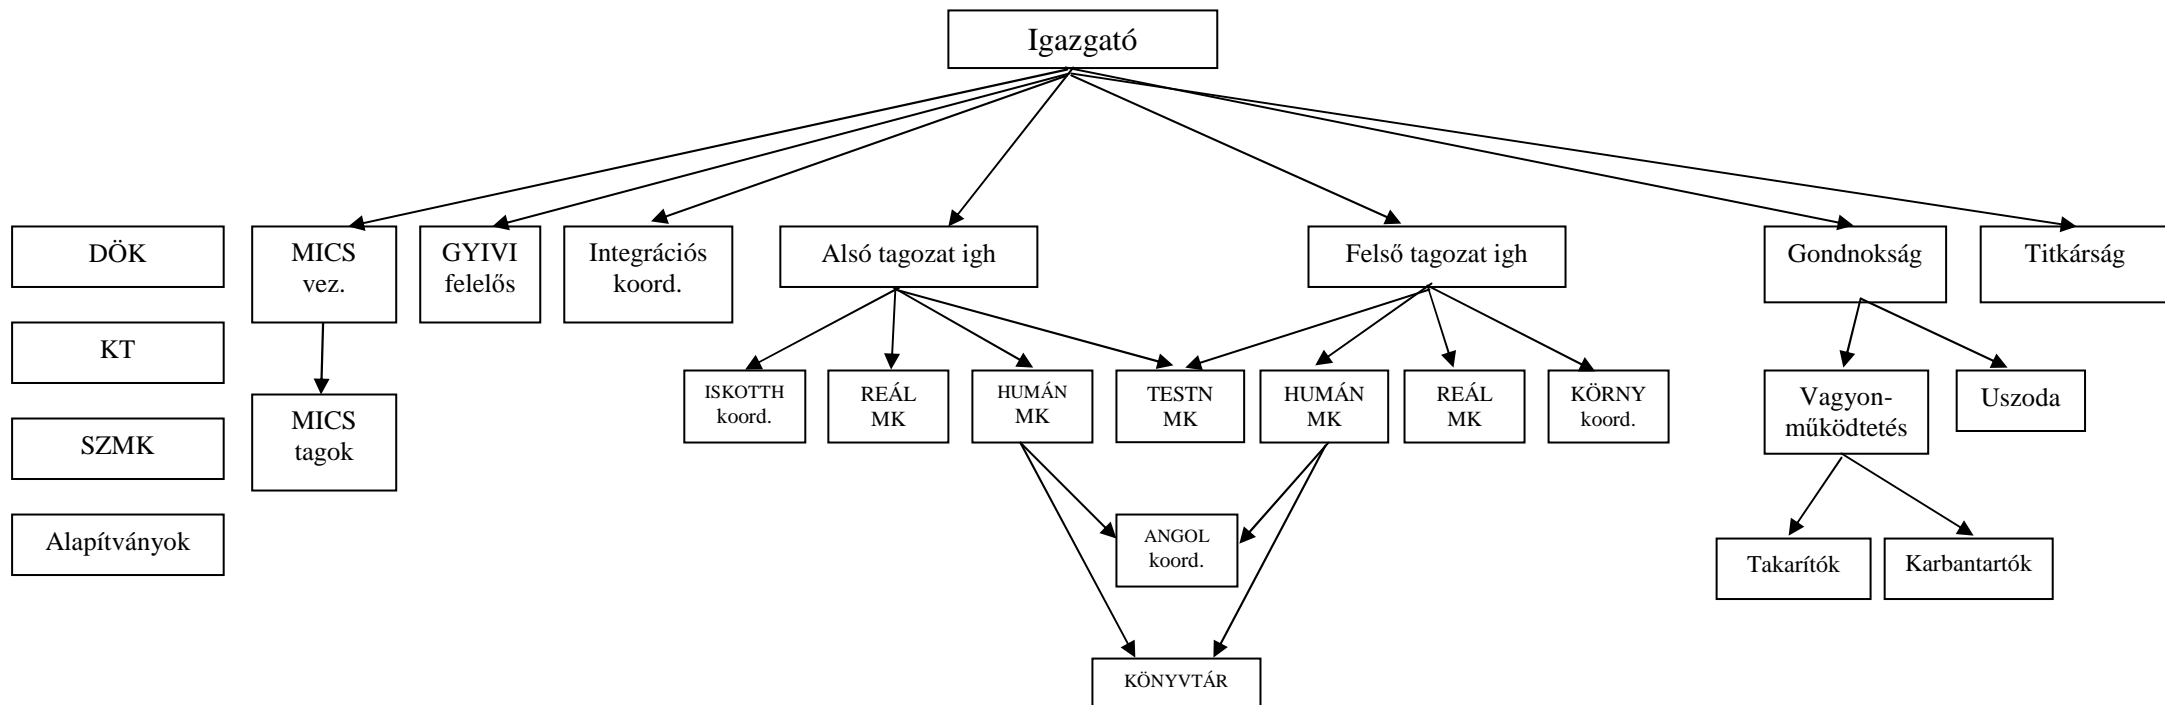 Igazgató
DÖK
MICS
vez.
GYIVI
felelős
Integrációs
koord.
Alsó tagozat igh
Felső tagozat igh
Gondnokság
Titkárság
KT
ISKOTTH
koord.
REÁL
MK
HUMÁN
MK
TESTN
MK
HUMÁN
MK
REÁL
MK
KÖRNY
koord.
Vagyon-
működtetés
Uszoda
SZMK
MICS
tagok
Alapítványok
ANGOL
koord.
Takarítók
Karbantartók
KÖNYVTÁR